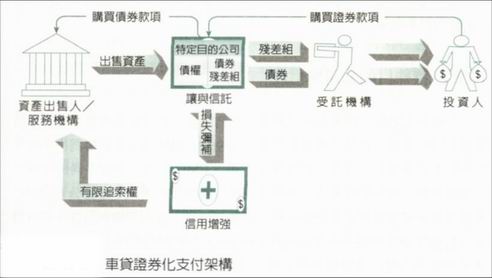 購買債券款項
購買證券款項
出售資產
特定目的公司
債權
債券
殘差組
殘差組
債券
資產出售人／
服務機構
讓與信託
受託機構
投資人
$
$
損失彌補
有限追索權
$
$
信用增強
車貸證券化支付架構